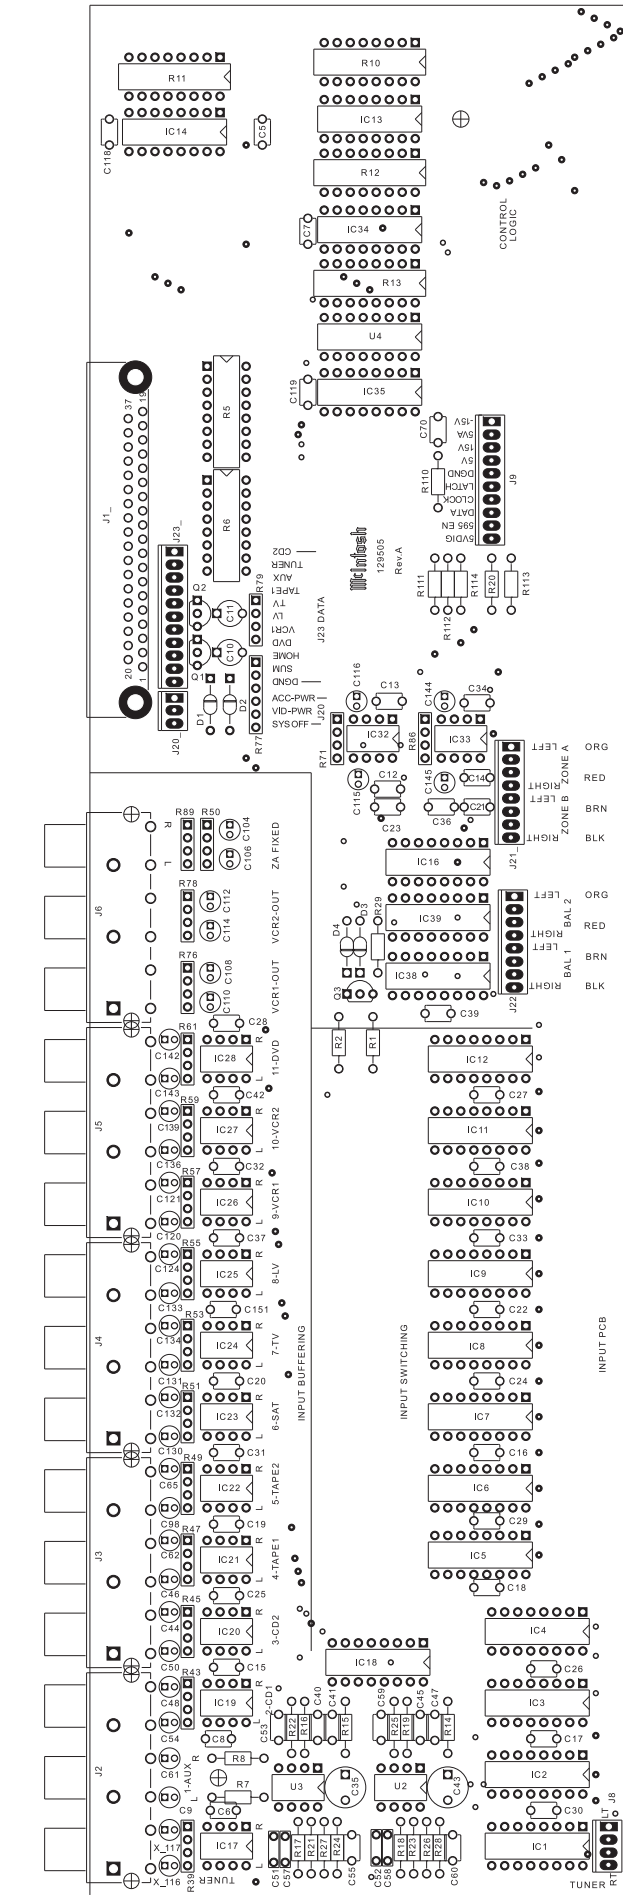 R11
R10
IC14
C118
C5
IC13
R12
CONTROL
LOGIC
C7
IC34
R13
U4
C119
IC35
J1_
37
19
20
1
R5
R6
J23_
J20_
C70
R110
-15V
5VA
15V
5V
DGND
LATCH
CLOCK
DATA
595 EN
5VDIG
J9
McIntosh
129505
Rev.A
CD2
TUNER
AUX
TAPE1
TV
LV
VCR1
DVD
HOME
SUM
DGND
ACC-PWR
VID-PWR
SYSOFF
J23 DATA
J20
R79
R77
Q2
C11
Q1
C10
D1
D2
R111
R112
R114
R20
R113
C116
C13
C144
C34
R71
IC32
R86
IC33
C115
C12
C23
C145
C14
C36
C21
LEFT
ZONE A
RIGHT
LEFT
ZONE B
RIGHT
J21_
ORG
RED
BRN
BLK
IC16
IC39
IC38
C39
D4
D3
R29
Q3
R2
R1
LEFT
BAL 2
RIGHT
LEFT
BAL 1
RIGHT
J22
ORG
RED
BRN
BLK
J6
R89
R50
C104
C106
R
L
ZA FIXED
R78
C112
C114
VCR2-OUT
R76
C108
C110
VCR1-OUT
C28
J5
R61
C142
C143
IC28
R
L
11-DVD
C42
R59
C139
C136
IC27
R
L
10-VCR2
C32
R57
C121
C120
IC26
R
L
9-VCR1
C37
J4
R55
C124
C133
IC25
R
L
8-LV
C151
R53
C134
C131
IC24
R
L
7-TV
C20
R51
C132
C130
IC23
R
L
6-SAT
C31
J3
R49
C65
C98
IC22
R
L
5-TAPE2
C19
R47
C62
C46
IC21
R
L
4-TAPE1
C25
R45
C44
C50
IC20
R
L
3-CD2
C15
J2
R43
C48
C54
IC19
R
L
2-CD1
C8
C53
C61
R
1-AUX
L
R8
R7
C9
C6
X_117
X_116
R39
IC17
R
L
TUNER
INPUT BUFFERING
INPUT SWITCHING
INPUT PCB
IC12
C27
IC11
C38
IC10
C33
IC9
C22
IC8
C24
IC7
C16
IC6
C29
IC5
C18
IC4
C26
IC3
C17
IC2
C30
IC1
IC18
R22
R16
C40
C41
R15
C59
R25
R19
C45
C47
R14
U3
C35
U2
C43
C51
C57
R17
R21
R27
R24
C55
C52
C58
R18
R23
R26
R28
C60
J8
LT
RT
TUNER